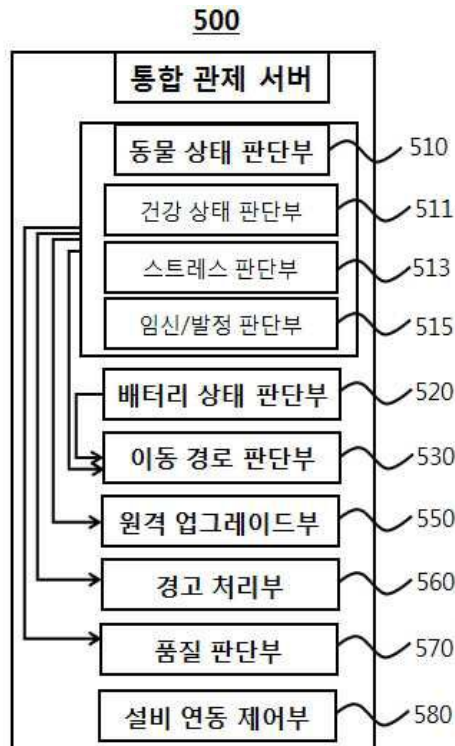 500
통합 관제 서버
동물 상태 판단부 510
건강 상태 판단부 511
스트레스 판단부 513
임신/발정 판단부 515
배터리 상태 판단부 520
이동 경로 판단부 530
원격 업그레이드부 550
경고 처리부 560
품질 판단부 570
설비 연동 제어부 580